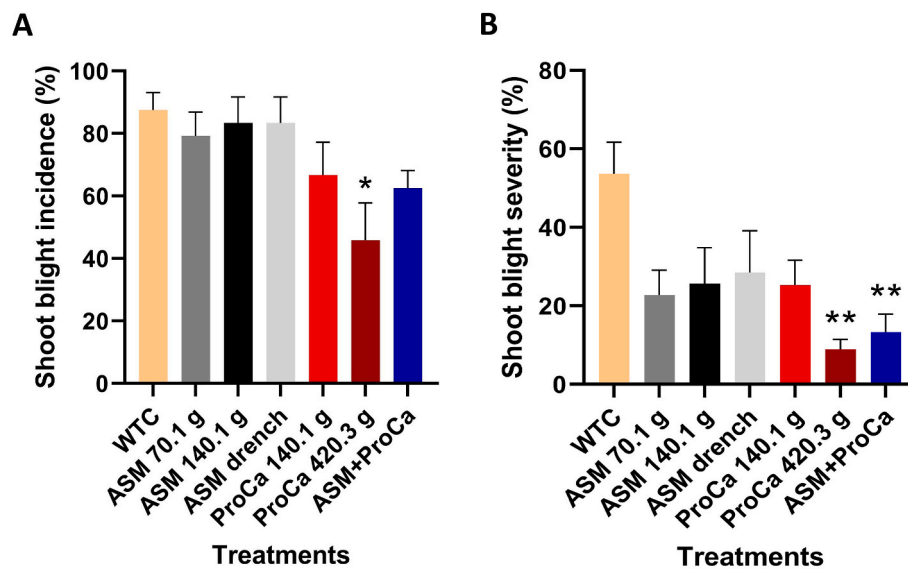 A
Shoot blight incidence (%)
100
80
60
40
20
0
*
WTC
ASM 70.1 g
ASM 140.1 g
ASM drench
ProCa 140.1 g
ProCa 420.3 g
ASM+ProCa
Treatments
B
Shoot blight severity (%)
80
60
40
20
0
**
**
WTC
ASM 70.1 g
ASM 140.1 g
ASM drench
ProCa 140.1 g
ProCa 420.3 g
ASM+ProCa
Treatments